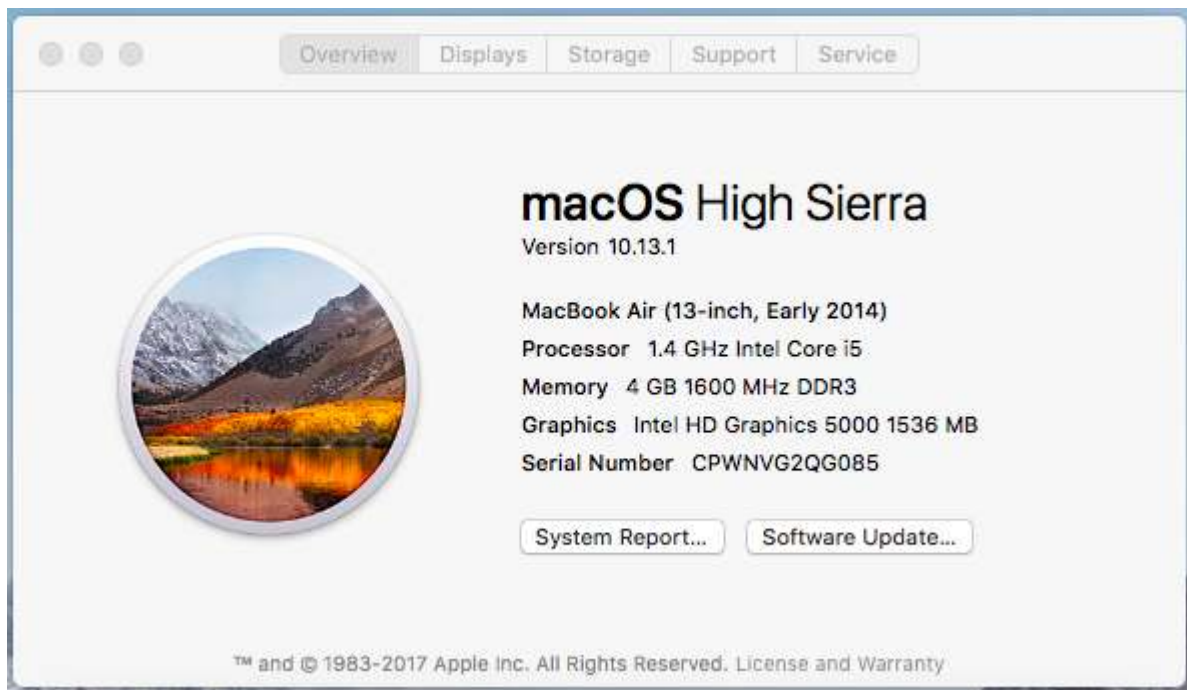 Overview Displays Storage Support Service
macOS High Sierra
Version 10.13.1
MacBook Air (13-inch, Early 2014)
Processor 1.4 GHz Intel Core i5
Memory 4 GB 1600 MHz DDR3
Graphics Intel HD Graphics 5000 1536 MB
Serial Number CPWNVG2QG085
System Report... Software Update...
™ and © 1983-2017 Apple Inc. All Rights Reserved. License and Warranty